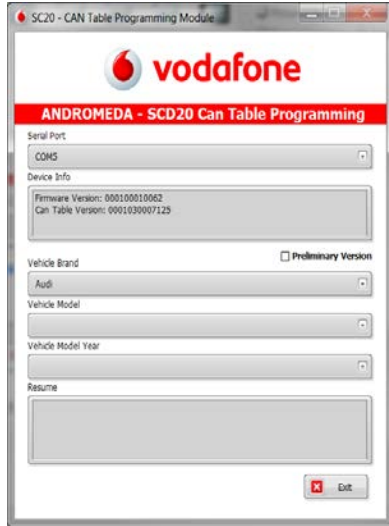 SC20 - CAN Table Programming Module
vodafone
ANDROMEDA - SCD20 Can Table Programming
Serial Port
COM5
Device Info
Firmware Version: 000100010062
Can Table Version: 0001030007125
Preliminary Version
Vehicle Brand
Audi
Vehicle Model
Vehicle Model Year
Resume
Exit